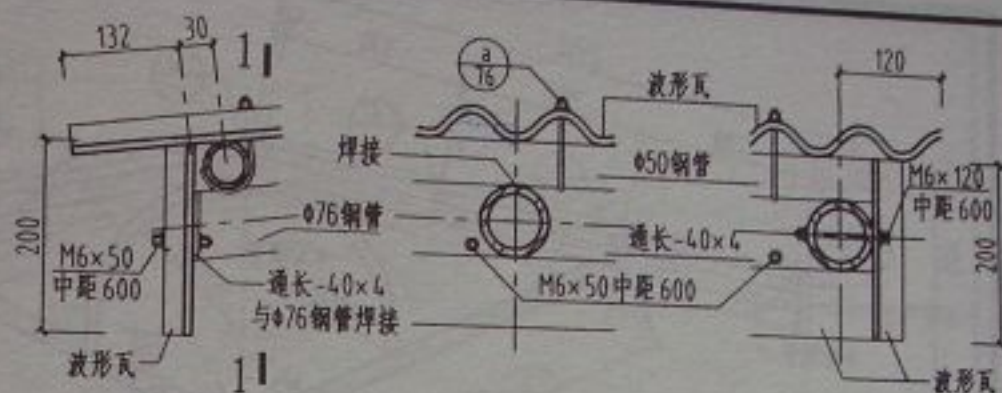 132
30
1
200
M6×50
中距600
φ76钢管
通长-40×4
与φ76钢管焊接
波形瓦
1
a
16
焊接
波形瓦
φ50钢管
通长-40×4
M6×50中距600
120
M6×120
中距600
200
波形瓦